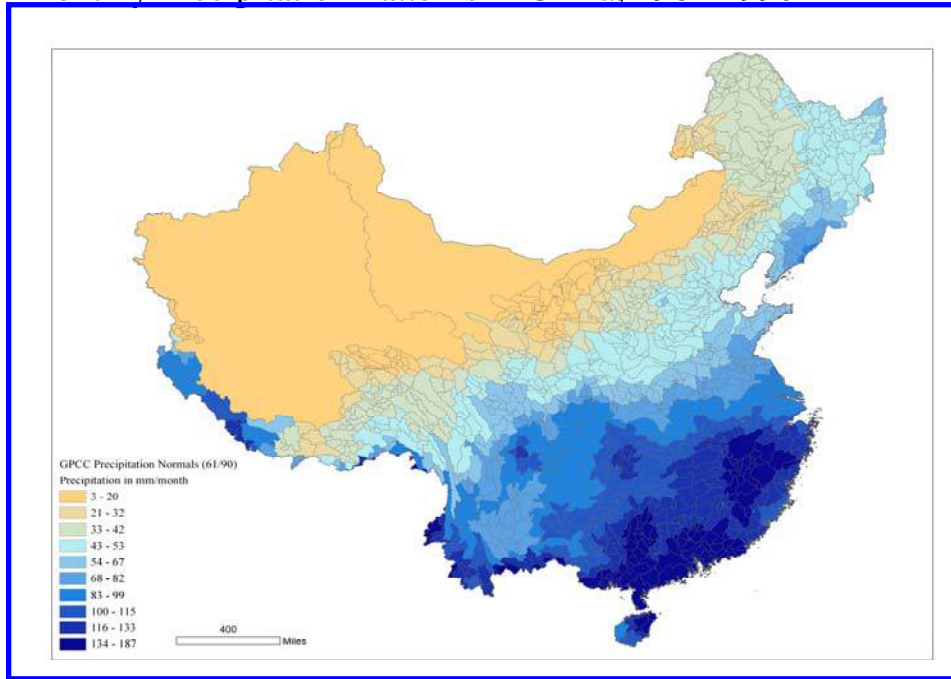 GPCC Precipitation Normals (61/90)
Precipitation in mm/month
3 - 20
21 - 32
33 - 42
43 - 53
54 - 67
68 - 82
83 - 99
100 - 115
116 - 133
134 - 187
400
Miles